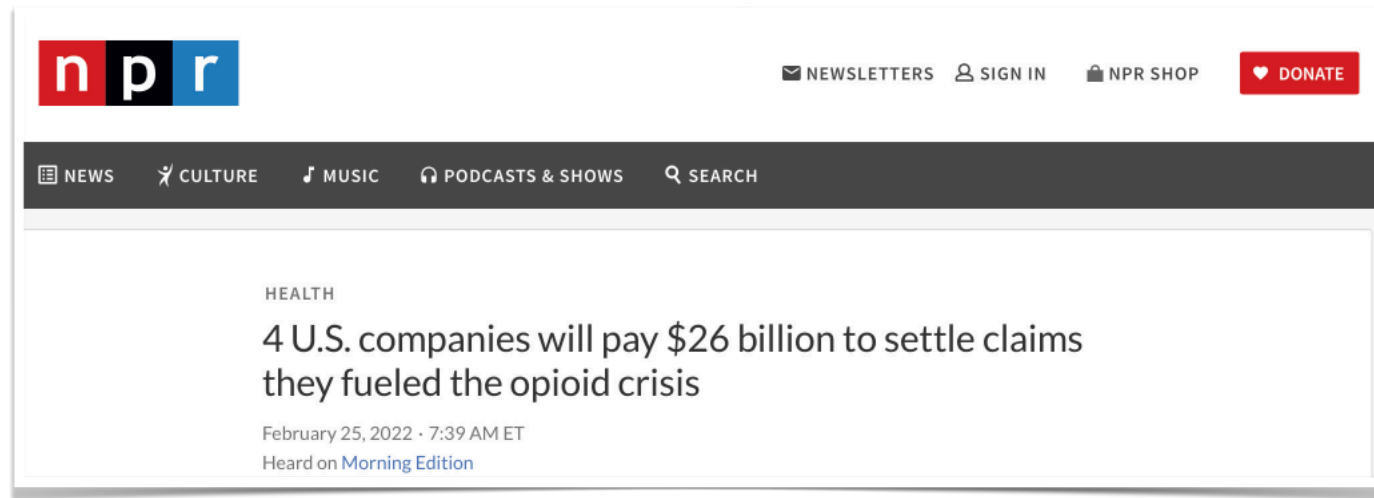 npr
NEWSLETTERS SIGN IN NPR SHOP DONATE
NEWS CULTURE MUSIC PODCASTS & SHOWS SEARCH
HEALTH
4 U.S. companies will pay $26 billion to settle claims
they fueled the opioid crisis
February 25, 2022 · 7:39 AM ET
Heard on Morning Edition